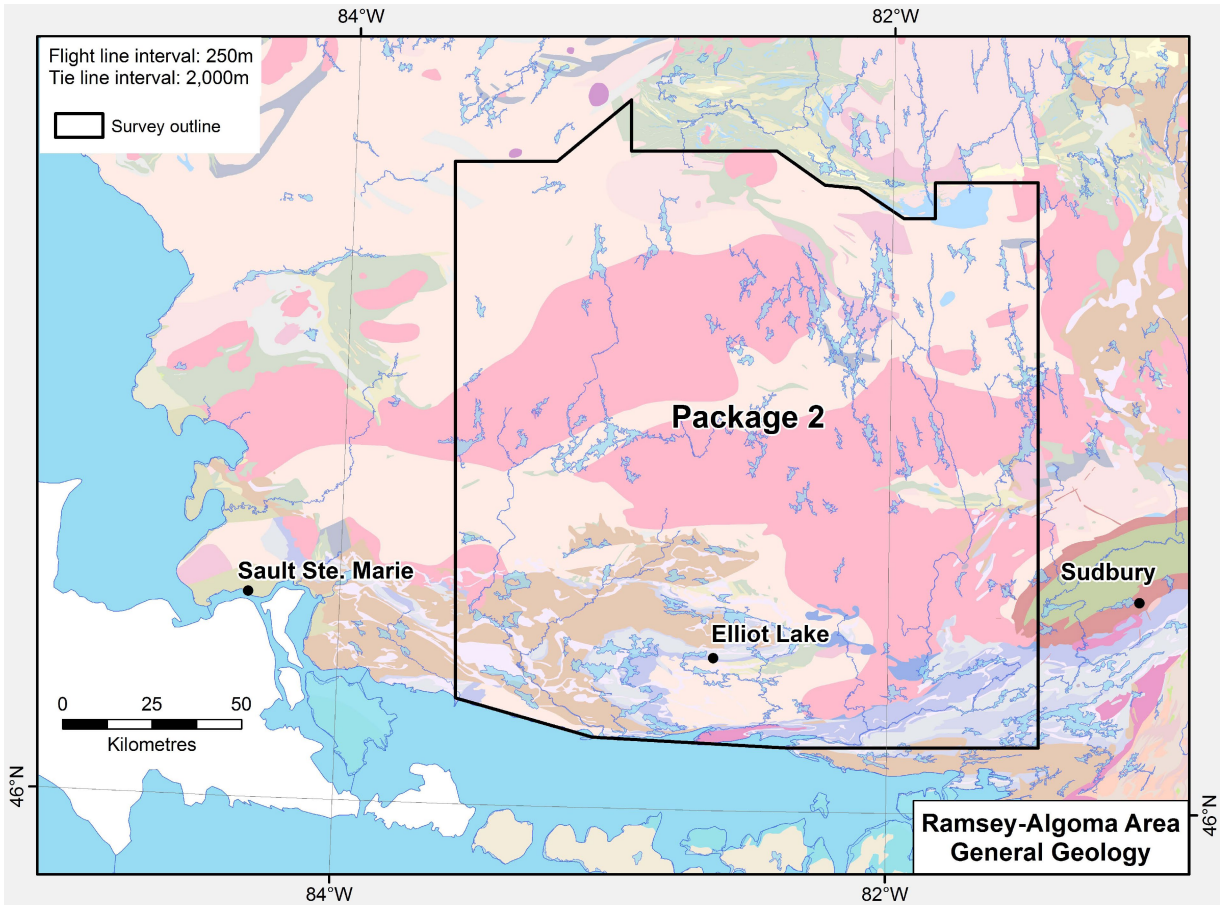 84°W
82°W
Flight line interval: 250m
Tie line interval: 2,000m
Survey outline
Package 2
Sault Ste. Marie
Sudbury
Elliot Lake
0 25 50
Kilometres
46°N
46°N
Ramsey-Algoma Area
General Geology
84°W
82°W